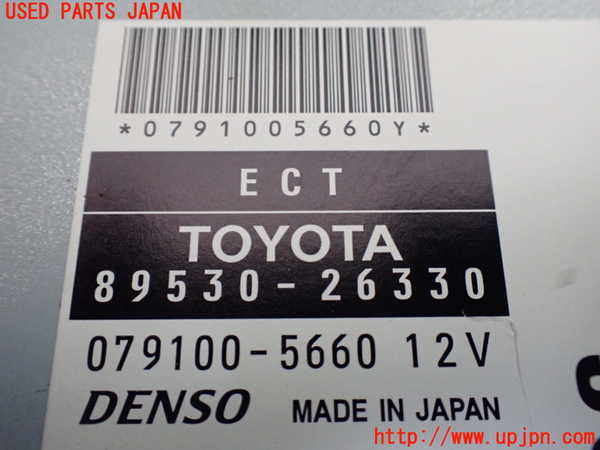 USED PARTS JAPAN
*0791005660Y*
ECT
TOYOTA
89530-26330
079100-5660 12V
DENSO MADE IN JAPAN
http://www.upjpn.com